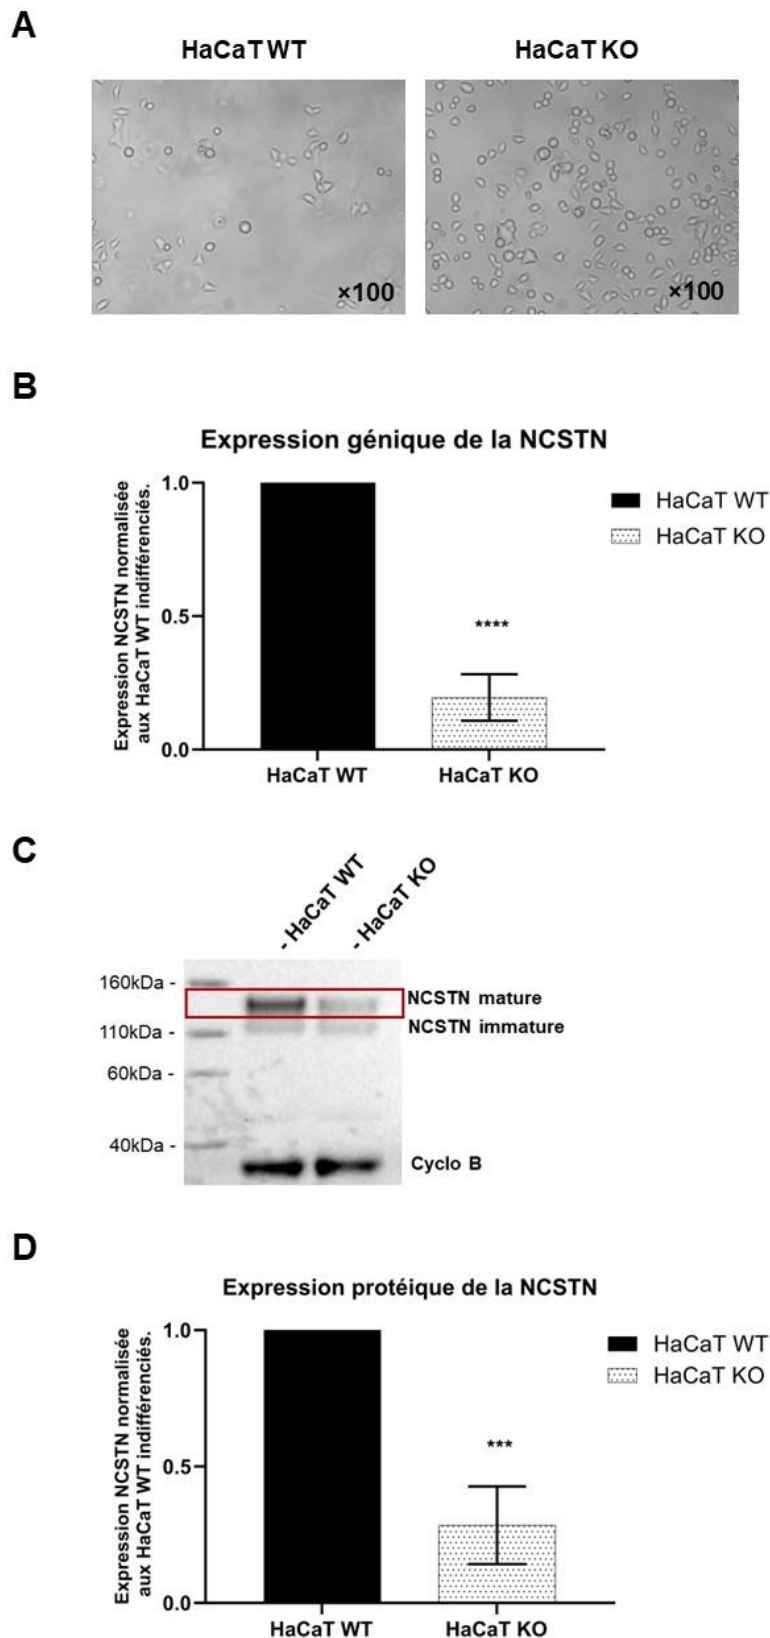 A
HaCaT WT
HaCaT KO
×100
×100
B
Expression génique de la NCSTN
Expression NCSTN normalisée
aux HaCaT WT indifférenciés.
1.0
0.5
0.0
****
HaCaT WT
HaCaT KO
HaCaT WT
HaCaT KO
C
- HaCaT WT
- HaCaT KO
160kDa -
NCSTN mature
110kDa -
NCSTN immature
60kDa -
40kDa -
Cyclo B
D
Expression protéique de la NCSTN
Expression NCSTN normalisée
aux HaCaT WT indifférenciés.
1.0
0.5
0.0
***
HaCaT WT
HaCaT KO
HaCaT WT
HaCaT KO